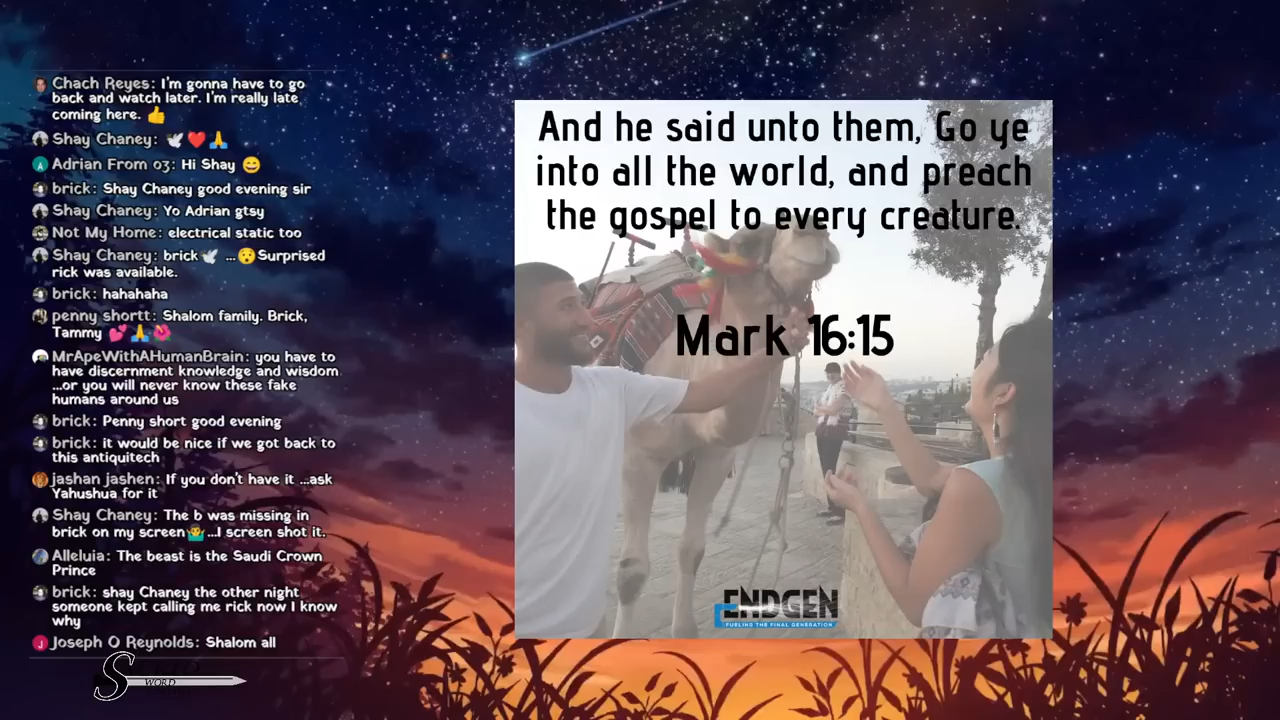 Chach Reyes: I'm gonna have to go
back and watch later. I'm really late
coming here. 👍
Shay Chaney: 🕊❤🙏
A
Adrian From o3: Hi Shay 😄
brick: Shay Chaney good evening sir
Shay Chaney: Yo Adrian gtsy
Not My Home: electrical static too
Shay Chaney: brick🕊 ...😯Surprised
rick was available.
brick: hahahaha
penny shortt: Shalom family. Brick,
Tammy 💕🙏🌺
MrApeWithAHumanBrain: you have to
have discernment knowledge and wisdom
...or you will never know these fake
humans around us
brick: Penny short good evening
brick: it would be nice if we got back to
this antiquitech
jashan jashen: If you don't have it ...ask
Yahushua for it
Shay Chaney: The b was missing in
brick on my screen🤷‍♂️...I screen shot it.
Alleluia: The beast is the Saudi Crown
Prince
brick: shay Chaney the other night
someone kept calling me rick now I know
why
J
Joseph O Reynolds: Shalom all
SWORD
And he said unto them, Go ye
into all the world, and preach
the gospel to every creature.
Mark 16:15
ENDGEN
FUELING THE FINAL GENERATION